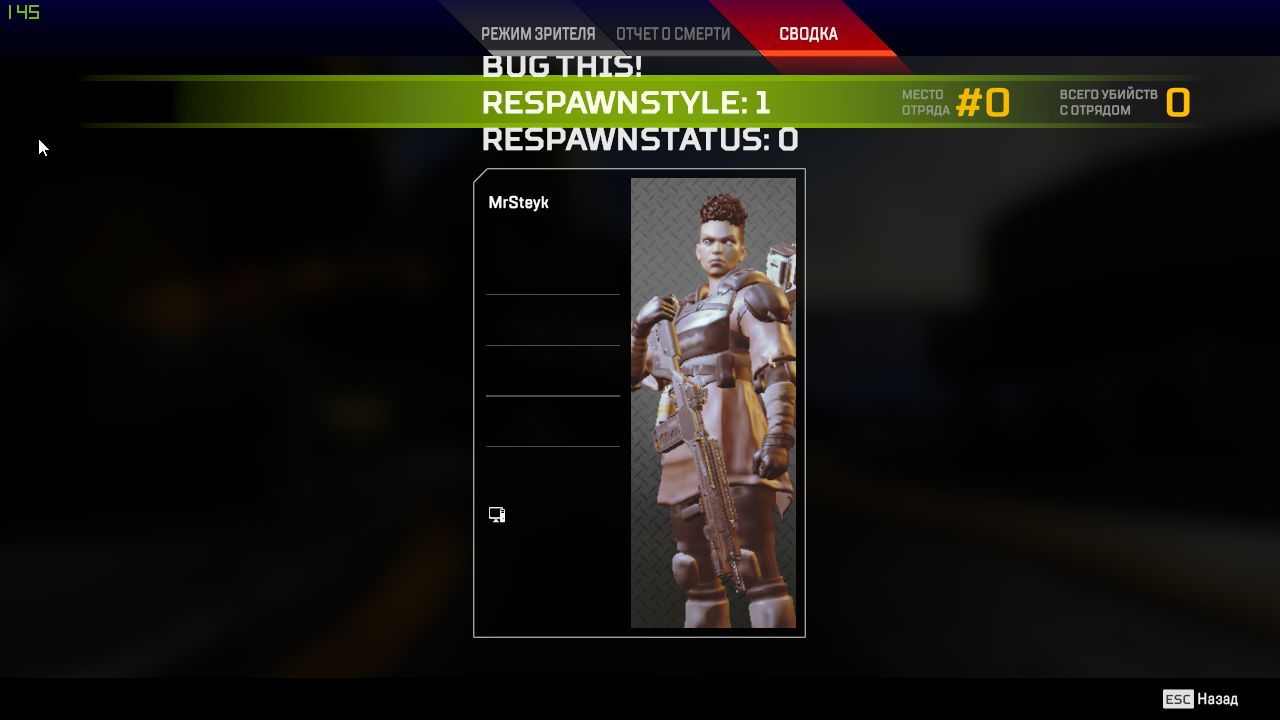 145
РЕЖИМ ЗРИТЕЛЯ
ОТЧЕТ О СМЕРТИ
СВОДКА
BUG THIS!
RESPAWNSTYLE: 1
RESPAWNSTATUS: 0
МЕСТО
ОТРЯДА
#0
ВСЕГО УБИЙСТВ
С ОТРЯДОМ
0
MrSteyk
ESC Назад